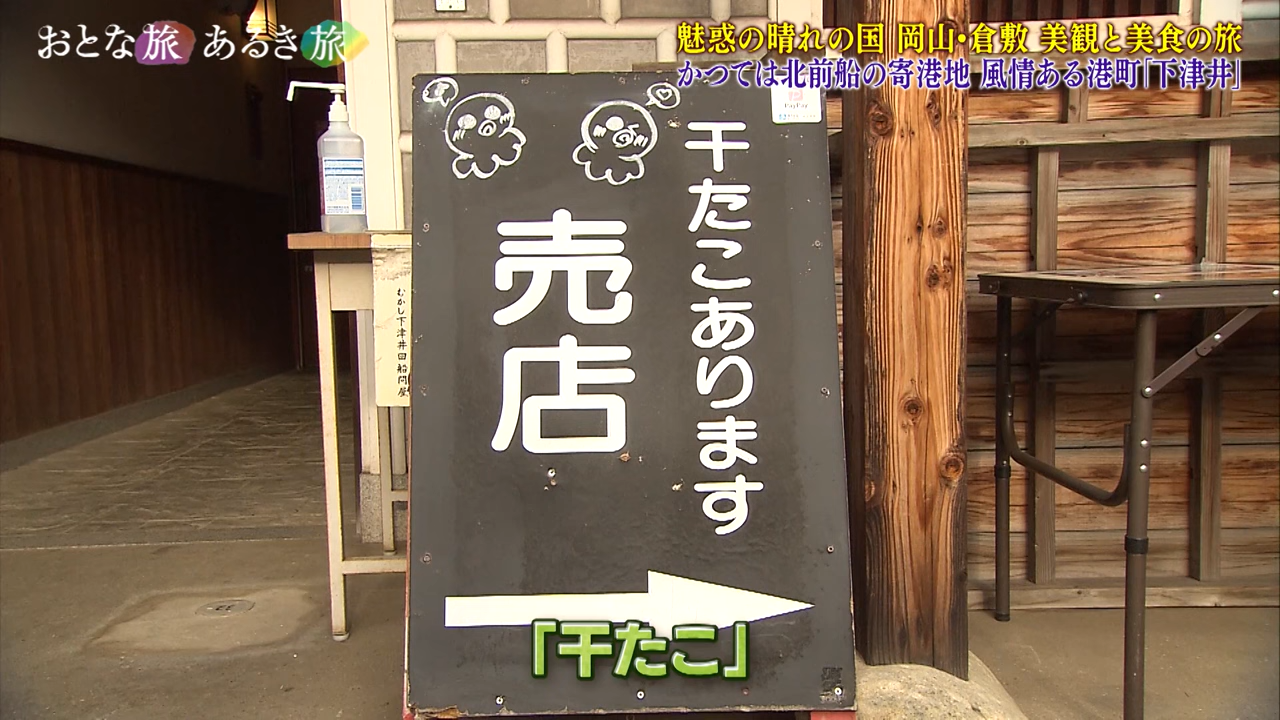 おとな旅 あるき旅
魅惑の晴れの国 岡山・倉敷 美観と美食の旅
かつては北前船の寄港地 風情ある港町「下津井」
PayPay
干たこあります
売店
むかし下津井回船問屋
「干たこ」